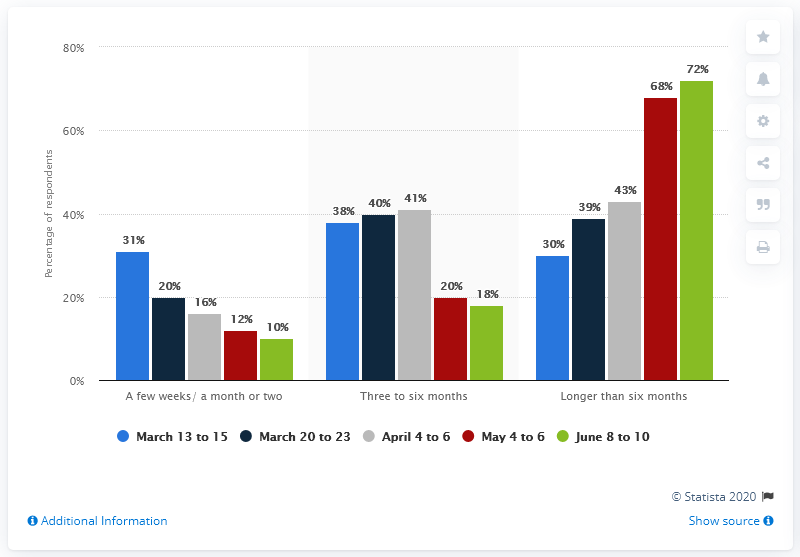 80%
60%
40%
20%
0%
Percentage of respondents
31%
20%
16%
12%
10%
38%
40%
41%
20%
18%
30%
39%
43%
68%
72%
A few weeks/ a month or two
Three to six months
Longer than six months
March 13 to 15
March 20 to 23
April 4 to 6
May 4 to 6
June 8 to 10
© Statista 2020
Additional Information
Show source